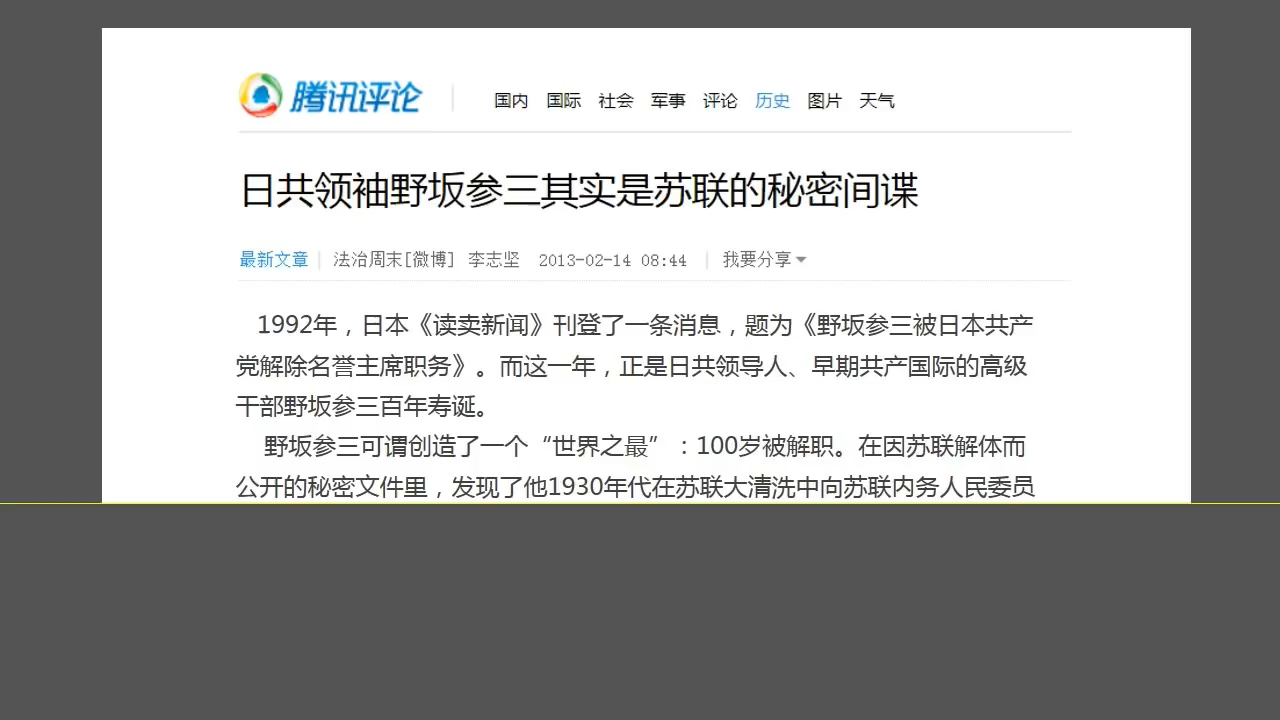 腾讯评论 国内 国际 社会 军事 评论 历史 图片 天气
日共领袖野坂参三其实是苏联的秘密间谍
最新文章 法治周末[微博] 李志坚 2013-02-14 08:44 我要分享
1992年，日本《读卖新闻》刊登了一条消息，题为《野坂参三被日本共产
党解除名誉主席职务》。而这一年，正是日共领导人、早期共产国际的高级
干部野坂参三百年寿诞。
野坂参三可谓创造了一个“世界之最”：100岁被解职。在因苏联解体而
公开的秘密文件里，发现了他1930年代在苏联大清洗中向苏联内务人民委员